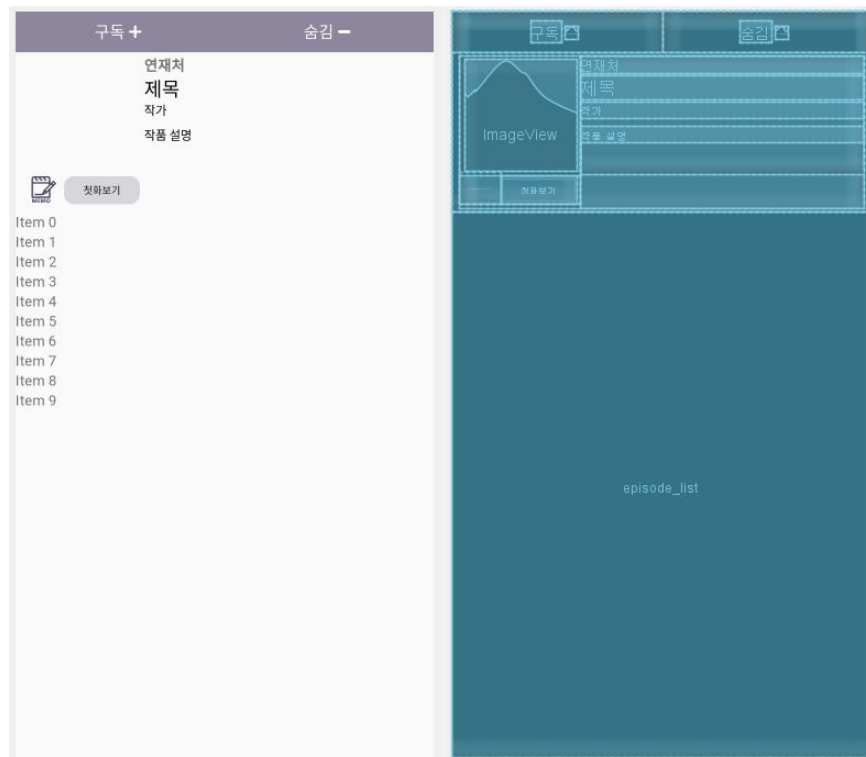 구독 +
숨김 −
연재처
제목
작가
작품 설명
MEMO
첫화보기
Item 0
Item 1
Item 2
Item 3
Item 4
Item 5
Item 6
Item 7
Item 8
Item 9
구독
숨김
연재처
제목
작가
작품 설명
ImageView
첫화보기
episode_list